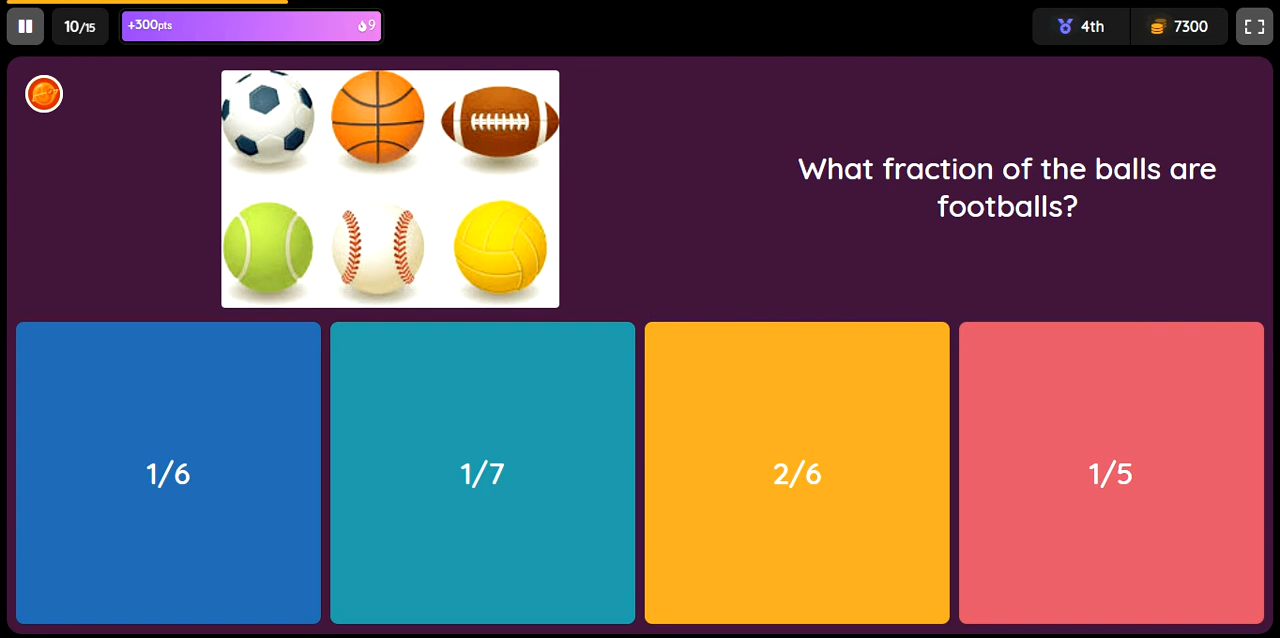 10/15
+300pts
9
4th
7300
What fraction of the balls are
footballs?
1/6
1/7
2/6
1/5